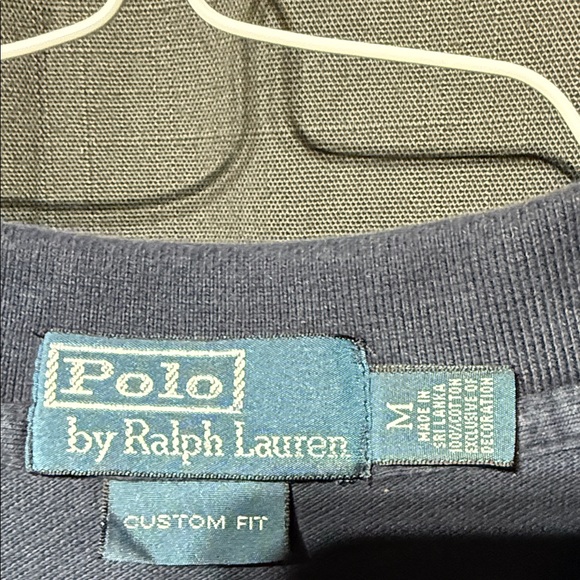 Polo
by Ralph Lauren
M
MADE IN
SRI LANKA
100% COTTON
EXCLUSIVE OF
DECORATION
CUSTOM FIT